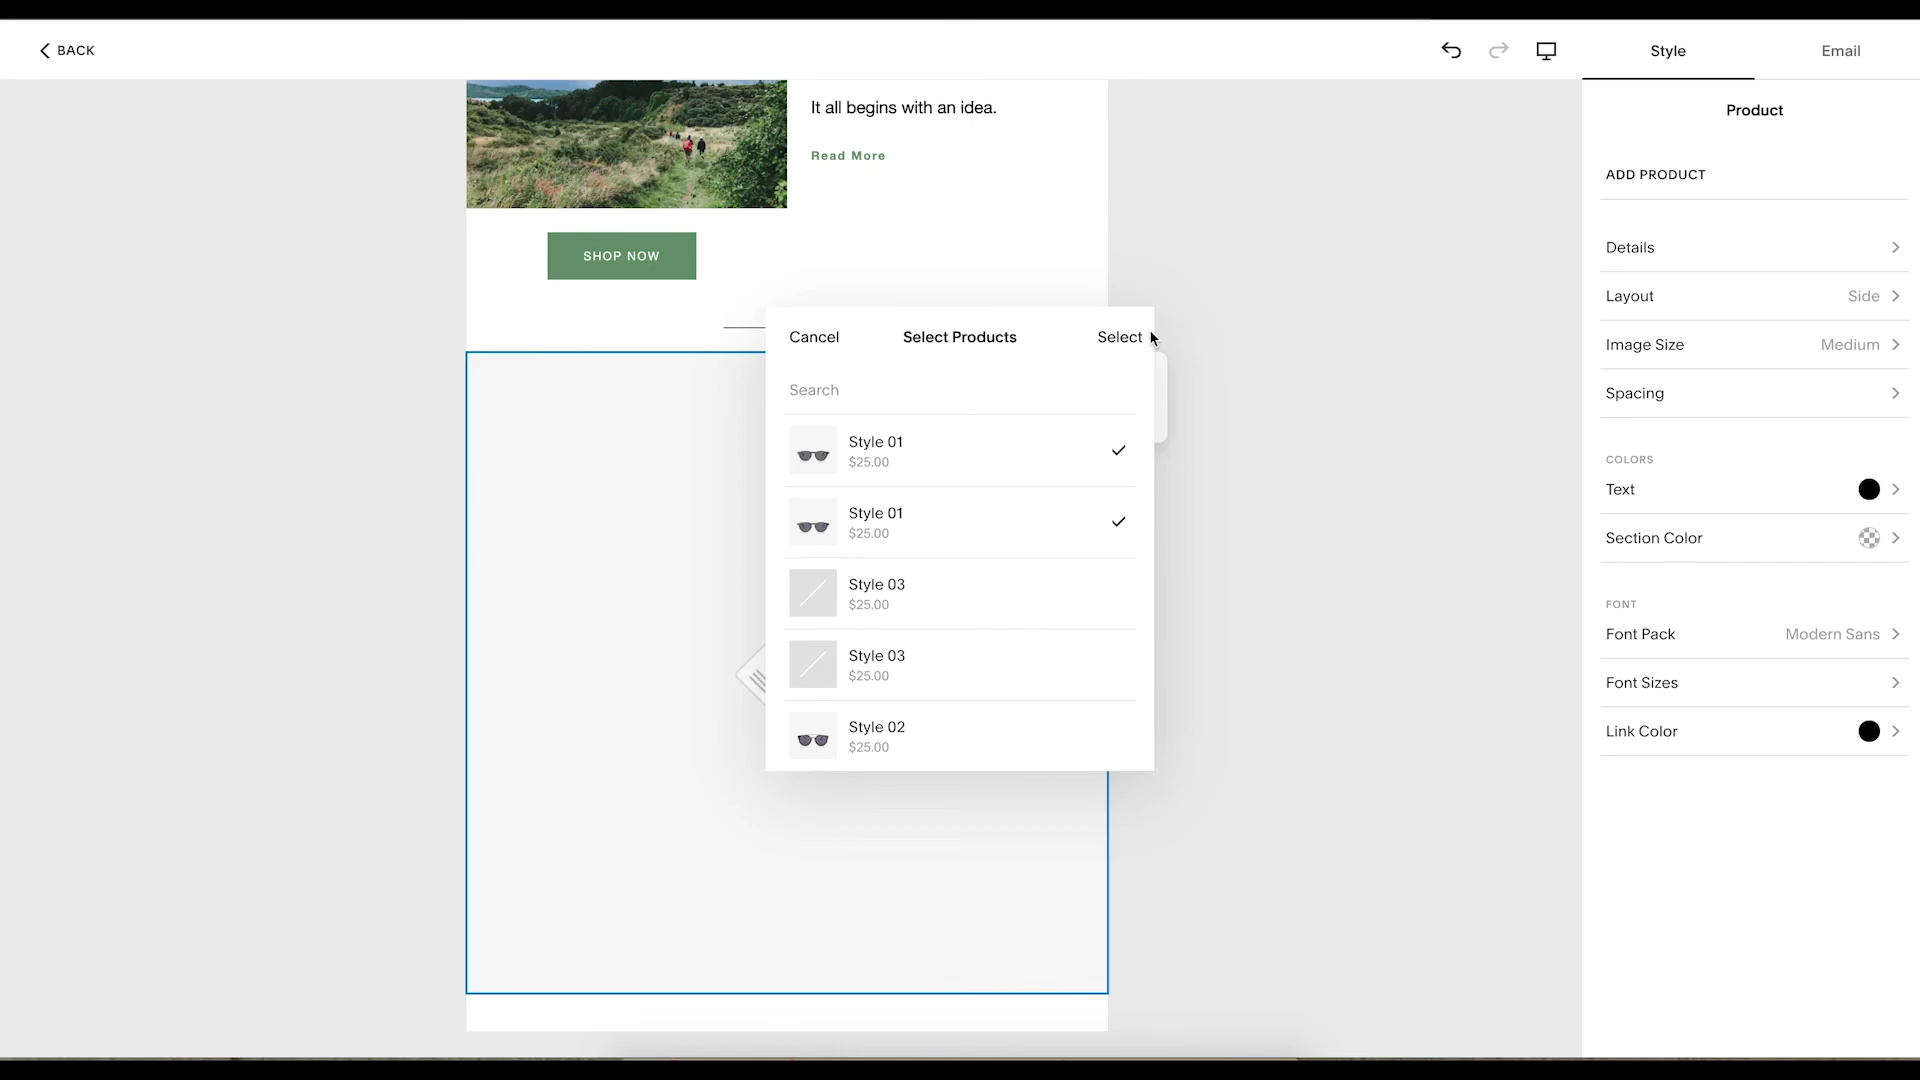 BACK
Style
Email
It all begins with an idea.
Read More
SHOP NOW
Cancel
Select Products
Select
Search
Style 01
$25.00
Style 01
$25.00
Style 03
$25.00
Style 03
$25.00
Style 02
$25.00
Product
ADD PRODUCT
Details
Layout Side
Image Size Medium
Spacing
COLORS
Text
Section Color
FONT
Font Pack Modern Sans
Font Sizes
Link Color